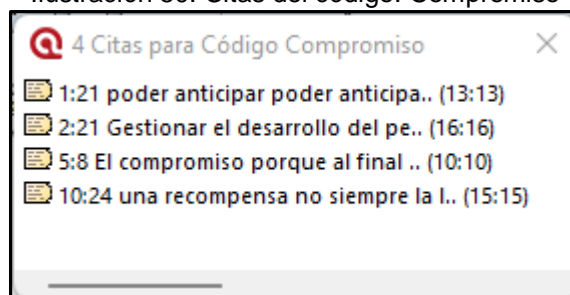 Ilustración 30. Citas del código: Compromiso
4 Citas para Código Compromiso
1:21 poder anticipar poder anticipa.. (13:13)
2:21 Gestionar el desarrollo del pe.. (16:16)
5:8 El compromiso porque al final .. (10:10)
10:24 una recompensa no siempre la l.. (15:15)